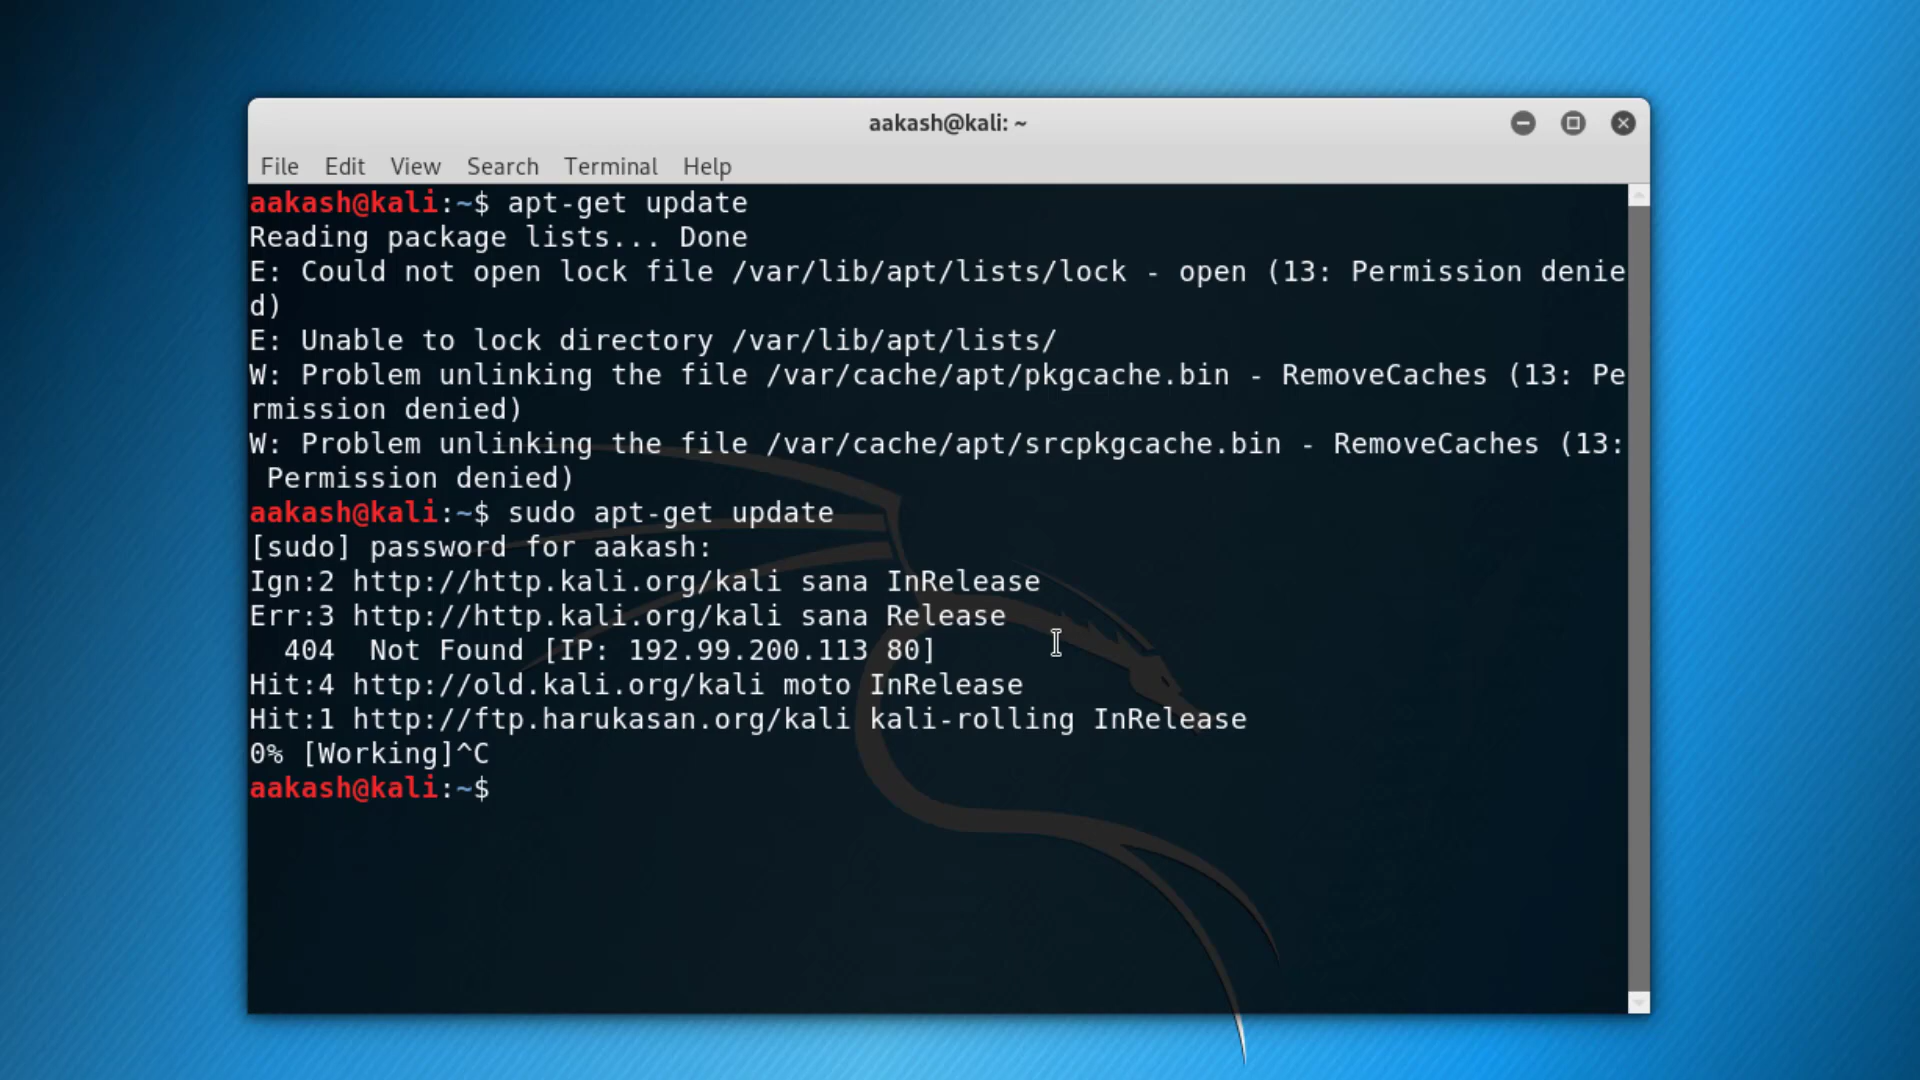 aakash@kali: ~
File Edit View Search Terminal Help
aakash@kali:~$ apt-get update
Reading package lists... Done
E: Could not open lock file /var/lib/apt/lists/lock - open (13: Permission denie
d)
E: Unable to lock directory /var/lib/apt/lists/
W: Problem unlinking the file /var/cache/apt/pkgcache.bin - RemoveCaches (13: Pe
rmission denied)
W: Problem unlinking the file /var/cache/apt/srcpkgcache.bin - RemoveCaches (13:
 Permission denied)
aakash@kali:~$ sudo apt-get update
[sudo] password for aakash:
Ign:2 http://http.kali.org/kali sana InRelease
Err:3 http://http.kali.org/kali sana Release
  404  Not Found [IP: 192.99.200.113 80]
Hit:4 http://old.kali.org/kali moto InRelease
Hit:1 http://ftp.harukasan.org/kali kali-rolling InRelease
0% [Working]^C
aakash@kali:~$